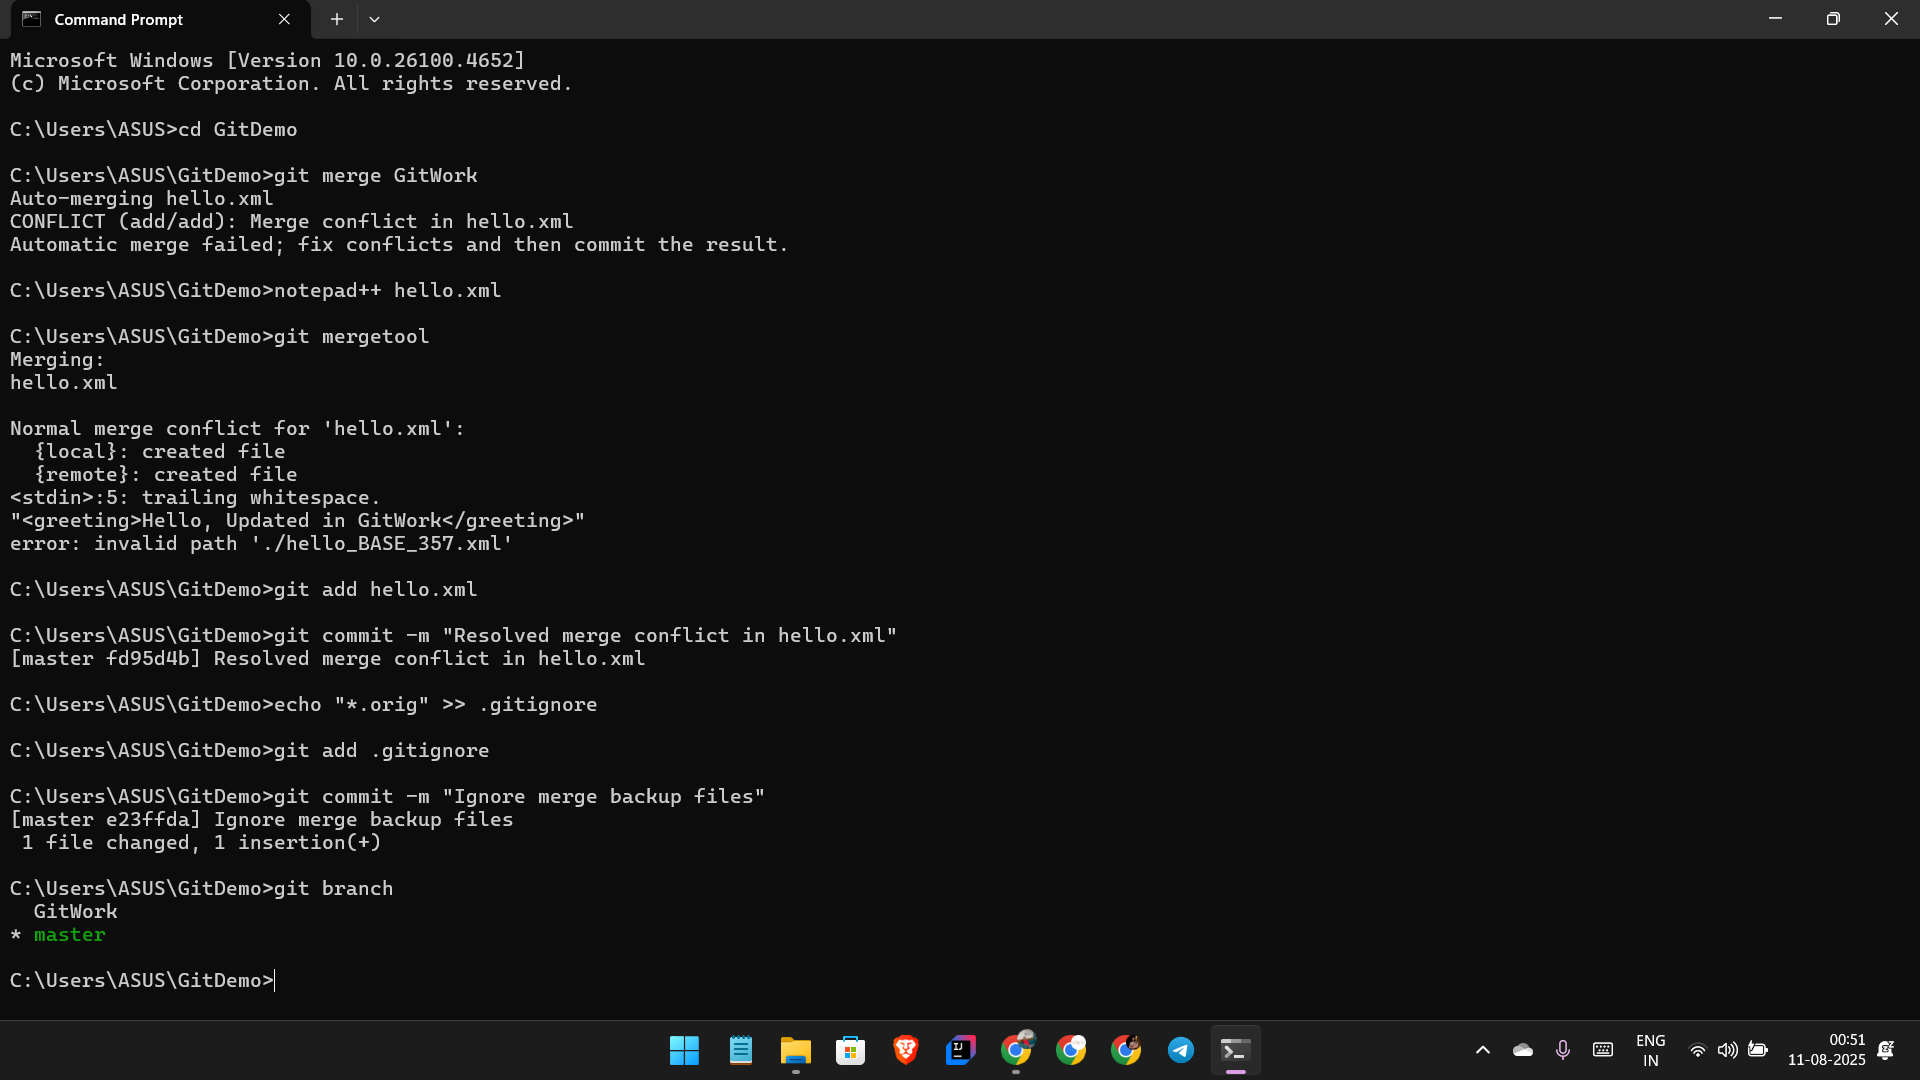 Command Prompt
Microsoft Windows [Version 10.0.26100.4652]
(c) Microsoft Corporation. All rights reserved.
C:\Users\ASUS>cd GitDemo
C:\Users\ASUS\GitDemo>git merge GitWork
Auto-merging hello.xml
CONFLICT (add/add): Merge conflict in hello.xml
Automatic merge failed; fix conflicts and then commit the result.
C:\Users\ASUS\GitDemo>notepad++ hello.xml
C:\Users\ASUS\GitDemo>git mergetool
Merging:
hello.xml
Normal merge conflict for 'hello.xml':
  {local}: created file
  {remote}: created file
<stdin>:5: trailing whitespace.
"<greeting>Hello, Updated in GitWork</greeting>"
error: invalid path './hello_BASE_357.xml'
C:\Users\ASUS\GitDemo>git add hello.xml
C:\Users\ASUS\GitDemo>git commit -m "Resolved merge conflict in hello.xml"
[master fd95d4b] Resolved merge conflict in hello.xml
C:\Users\ASUS\GitDemo>echo "*.orig" >> .gitignore
C:\Users\ASUS\GitDemo>git add .gitignore
C:\Users\ASUS\GitDemo>git commit -m "Ignore merge backup files"
[master e23ffda] Ignore merge backup files
 1 file changed, 1 insertion(+)
C:\Users\ASUS\GitDemo>git branch
  GitWork
* master
C:\Users\ASUS\GitDemo>
ENG
IN
00:51
11-08-2025